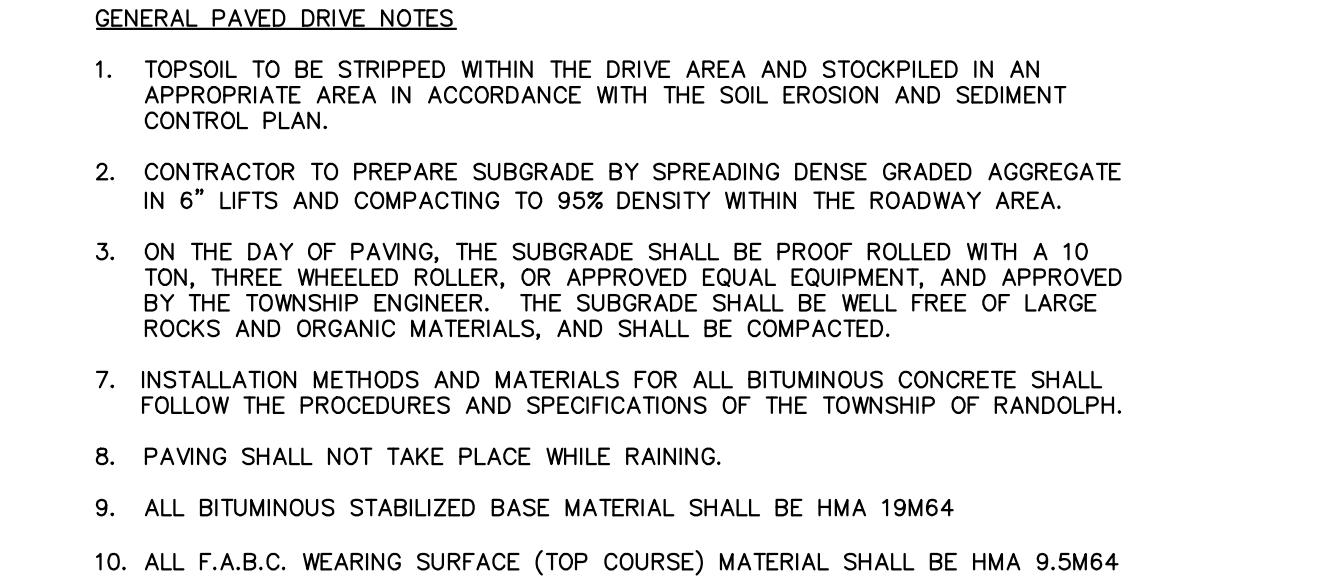 GENERAL PAVED DRIVE NOTES
1. TOPSOIL TO BE STRIPPED WITHIN THE DRIVE AREA AND STOCKPILED IN AN
APPROPRIATE AREA IN ACCORDANCE WITH THE SOIL EROSION AND SEDIMENT
CONTROL PLAN.
2. CONTRACTOR TO PREPARE SUBGRADE BY SPREADING DENSE GRADED AGGREGATE
IN 6" LIFTS AND COMPACTING TO 95% DENSITY WITHIN THE ROADWAY AREA.
3. ON THE DAY OF PAVING, THE SUBGRADE SHALL BE PROOF ROLLED WITH A 10
TON, THREE WHEELED ROLLER, OR APPROVED EQUAL EQUIPMENT, AND APPROVED
BY THE TOWNSHIP ENGINEER. THE SUBGRADE SHALL BE WELL FREE OF LARGE
ROCKS AND ORGANIC MATERIALS, AND SHALL BE COMPACTED.
7. INSTALLATION METHODS AND MATERIALS FOR ALL BITUMINOUS CONCRETE SHALL
FOLLOW THE PROCEDURES AND SPECIFICATIONS OF THE TOWNSHIP OF RANDOLPH.
8. PAVING SHALL NOT TAKE PLACE WHILE RAINING.
9. ALL BITUMINOUS STABILIZED BASE MATERIAL SHALL BE HMA 19M64
10. ALL F.A.B.C. WEARING SURFACE (TOP COURSE) MATERIAL SHALL BE HMA 9.5M64